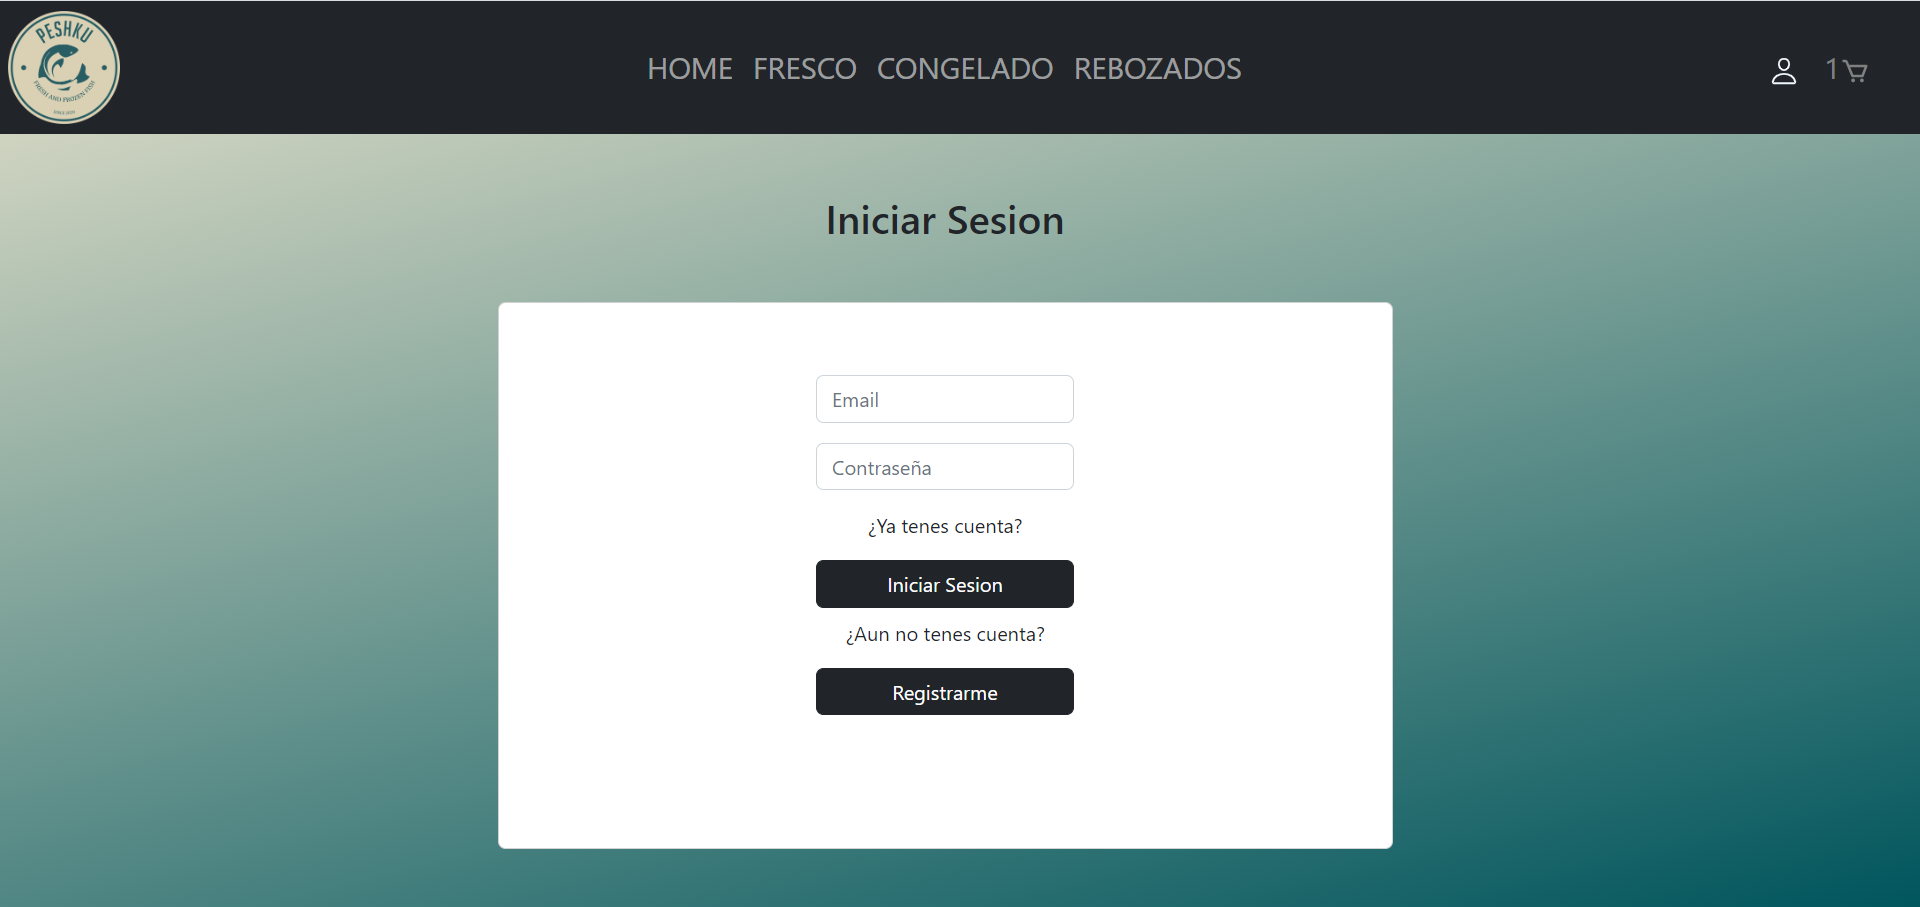 PESHKU
FRESH AND FROZEN FISH
HOME FRESCO CONGELADO REBOZADOS
1
Iniciar Sesion
Email
Contraseña
¿Ya tenes cuenta?
Iniciar Sesion
¿Aun no tenes cuenta?
Registrarme